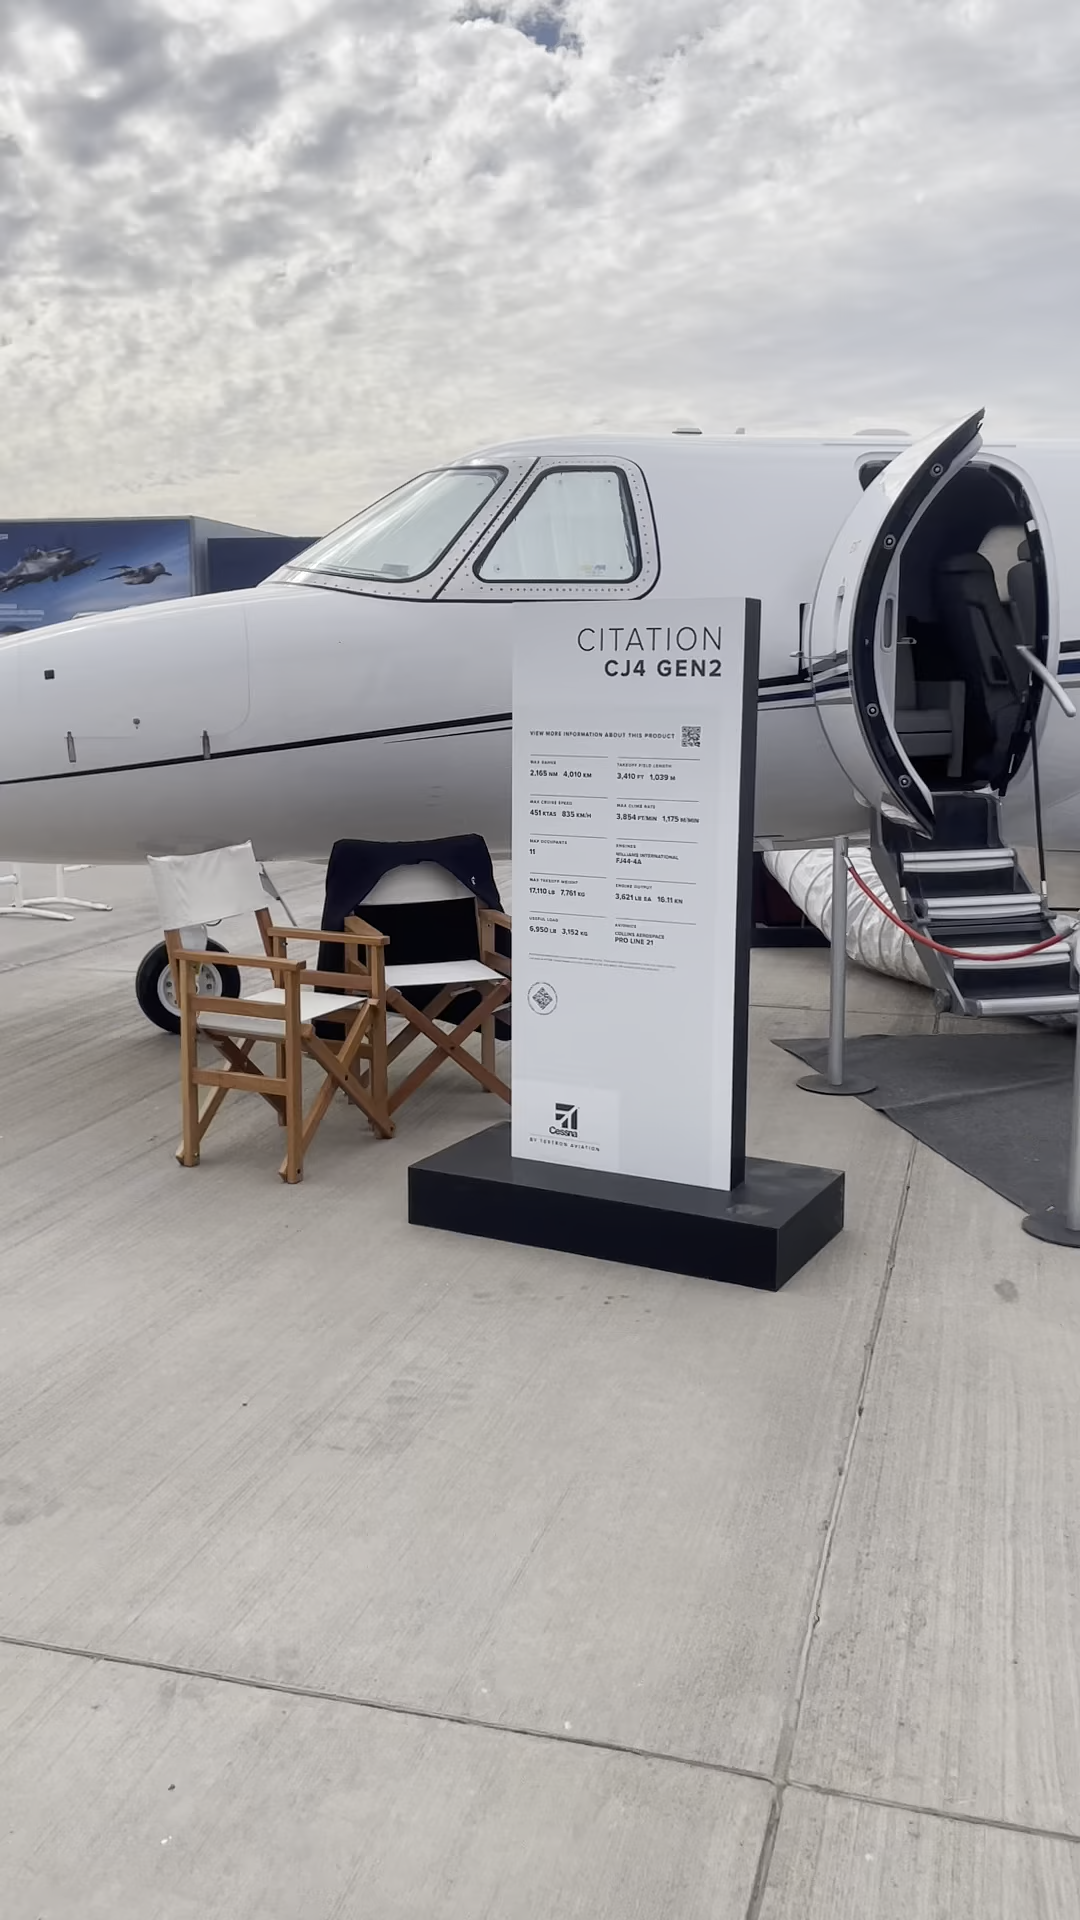 CITATION
CJ4 GEN2
VIEW MORE INFORMATION ABOUT THIS PRODUCT
MAX RANGE
2,165 NM 4,010 KM
TAKEOFF FIELD LENGTH
3,410 FT 1,039 M
MAX CRUISE SPEED
451 KTAS 835 KM/H
MAX CLIMB RATE
3,854 FT/MIN 1,175 M/MIN
MAX OCCUPANTS
11
ENGINES
WILLIAMS INTERNATIONAL
FJ44-4A
MAX TAKEOFF WEIGHT
17,110 LB 7,761 KG
ENGINE OUTPUT
3,621 LB EA 16.11 KN
USEFUL LOAD
6,950 LB 3,152 KG
AVIONICS
COLLINS AEROSPACE
PRO LINE 21
Cessna
BY TEXTRON AVIATION